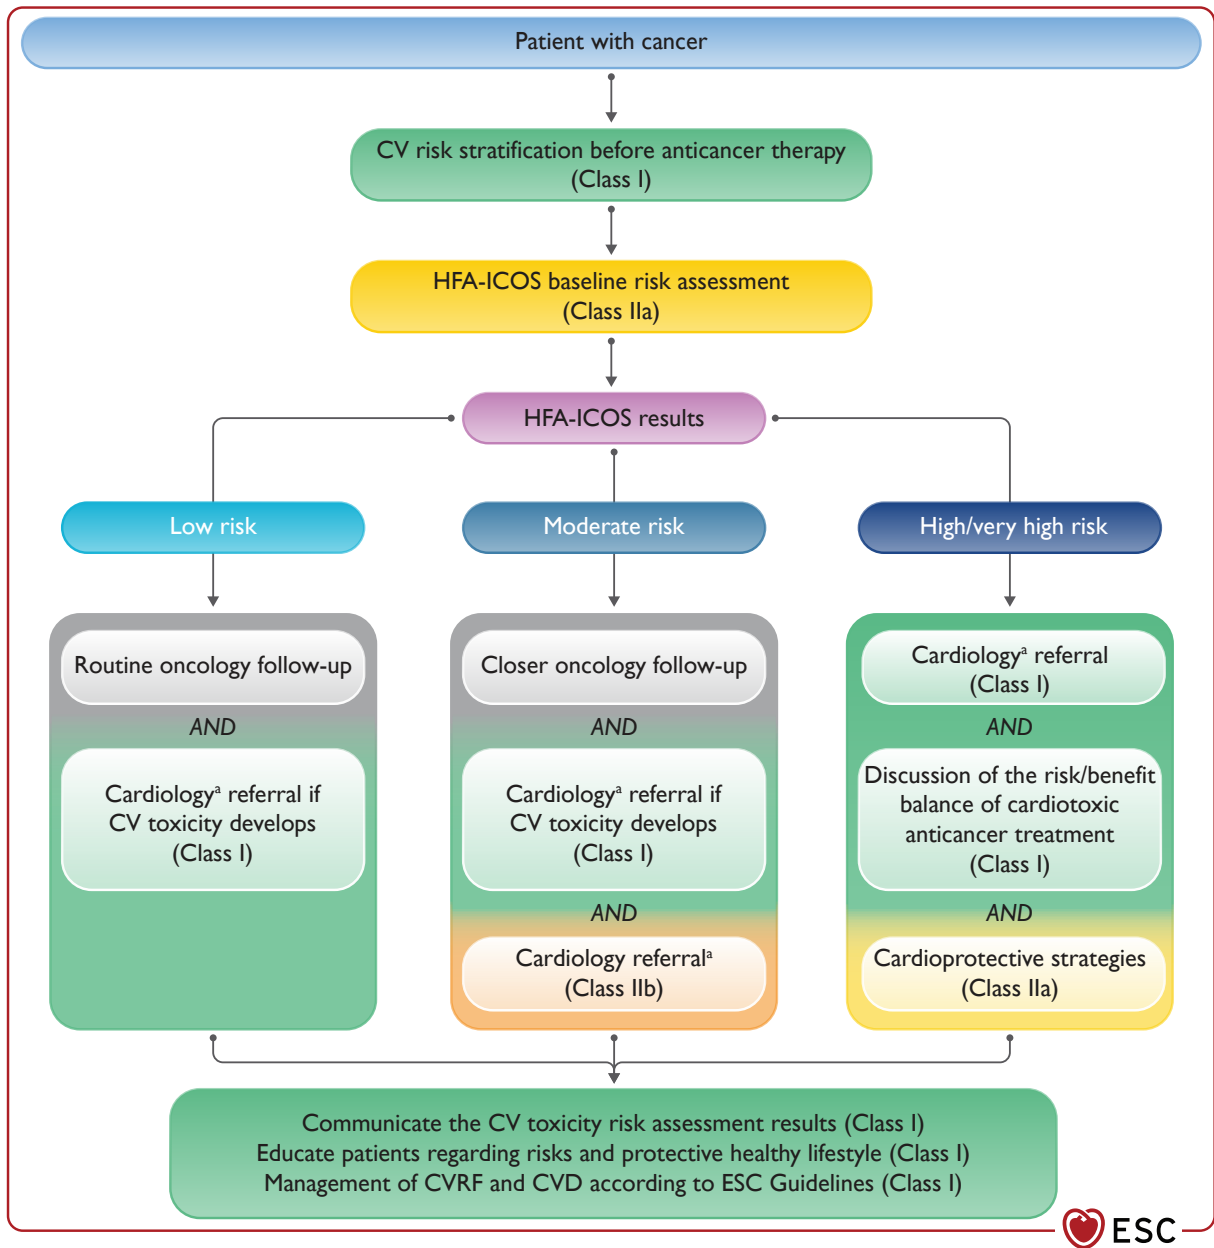 Patient with cancer
CV risk stratification before anticancer therapy
(Class I)
HFA-ICOS baseline risk assessment
(Class IIa)
HFA-ICOS results
Low risk
Moderate risk
High/very high risk
Routine oncology follow-up
AND
Cardiologyᵃ referral if
CV toxicity develops
(Class I)
Closer oncology follow-up
AND
Cardiologyᵃ referral if
CV toxicity develops
(Class I)
AND
Cardiology referralᵃ
(Class IIb)
Cardiologyᵃ referral
(Class I)
AND
Discussion of the risk/benefit
balance of cardiotoxic
anticancer treatment
(Class I)
AND
Cardioprotective strategies
(Class IIa)
Communicate the CV toxicity risk assessment results (Class I)
Educate patients regarding risks and protective healthy lifestyle (Class I)
Management of CVRF and CVD according to ESC Guidelines (Class I)
ESC